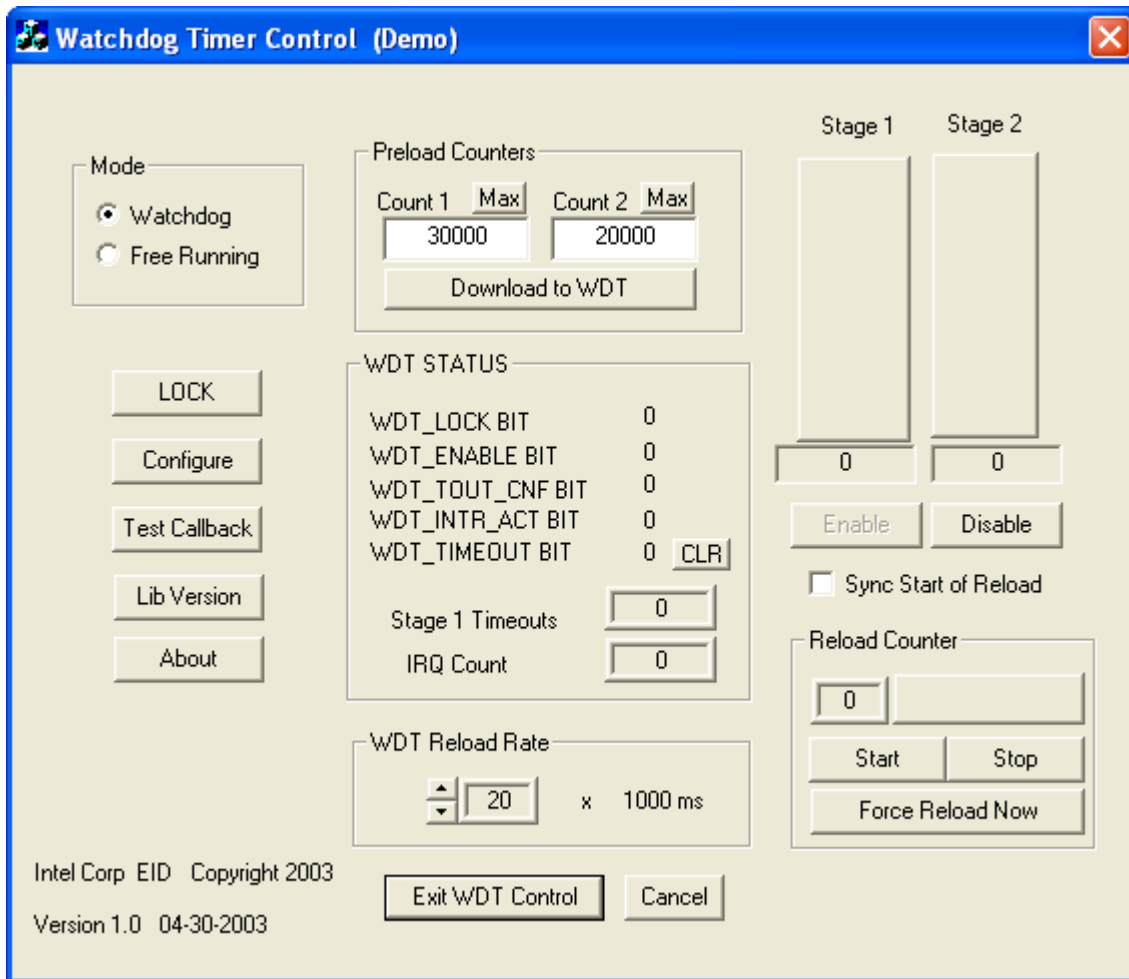 Watchdog Timer Control (Demo)
Mode
Watchdog
Free Running
Preload Counters
Count 1 Max Count 2 Max
30000 20000
Download to WDT
Stage 1 Stage 2
0 0
Enable Disable
Sync Start of Reload
LOCK
Configure
Test Callback
Lib Version
About
WDT STATUS
WDT_LOCK BIT 0
WDT_ENABLE BIT 0
WDT_TOUT_CNF BIT 0
WDT_INTR_ACT BIT 0
WDT_TIMEOUT BIT 0 CLR
Stage 1 Timeouts 0
IRQ Count 0
Reload Counter
0
Start Stop
Force Reload Now
WDT Reload Rate
20 x 1000 ms
Intel Corp EID Copyright 2003
Version 1.0 04-30-2003
Exit WDT Control Cancel